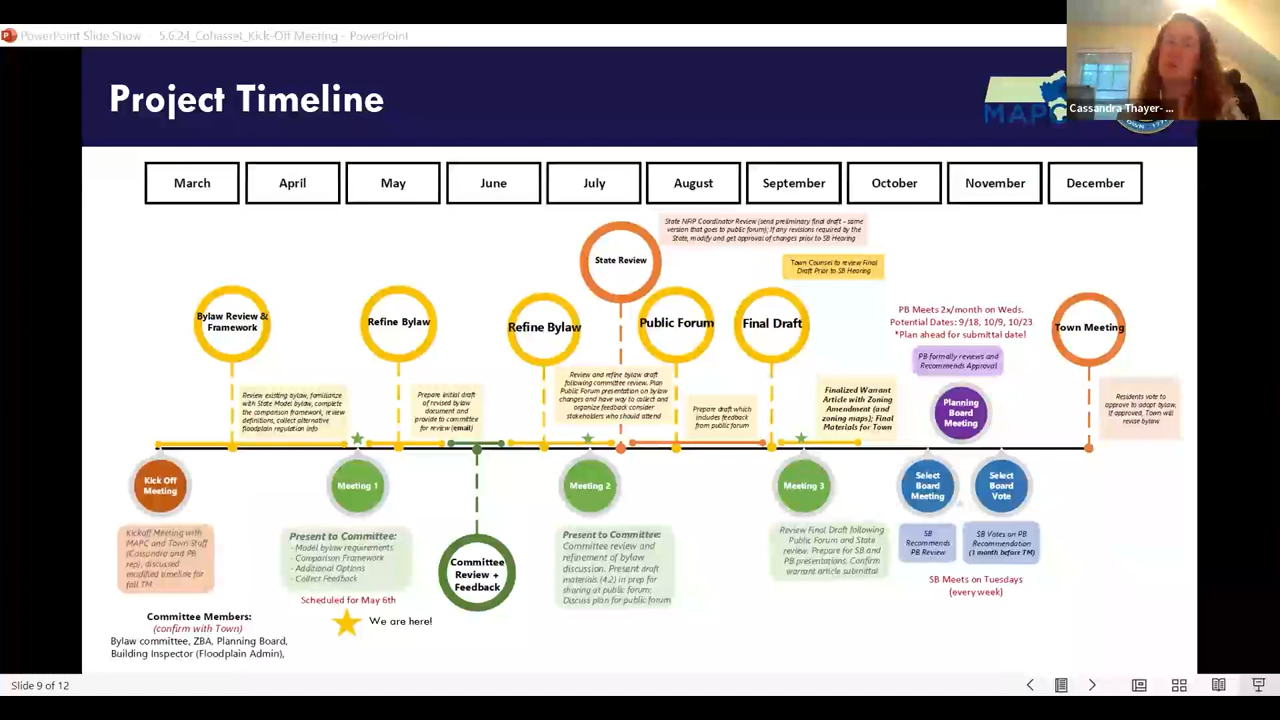 PowerPoint Slide Show - 5.6.24_Cohasset_Kick-Off Meeting - PowerPoint
Cassandra Thayer- ...
Project Timeline
MAPC
March
April
May
June
July
August
September
October
November
December
State NFIP Coordinator Review (send preliminary final draft – same
version that goes to public forum); If any revisions required by the
State, modify and get approval of changes prior to SB Hearing
State Review
Town Counsel to review Final
Draft Prior to SB Hearing
Bylaw Review &
Framework
Refine Bylaw
Refine Bylaw
Public Forum
Final Draft
PB Meets 2x/month on Weds.
Potential Dates: 9/18, 10/9, 10/23
*Plan ahead for submittal date!
Town Meeting
PB formally reviews and
Recommends Approval
Review existing bylaw, familiarize
with State Model bylaw, complete
the comparison framework, review
definitions, collect alternative
floodplain regulation info
Prepare initial draft
of revised bylaw
document and
provide to committee
for review (email)
Review and refine bylaw draft
following committee review. Plan
Public Forum presentation on bylaw
changes and have way to collect and
organize feedback consider
stakeholders who should attend
Prepare draft which
includes feedback
from public forum
Finalized Warrant
Article with Zoning
Amendment (and
zoning maps); Final
Materials for Town
Planning
Board
Meeting
Residents vote to
approve to adapt bylaw,
If approved, Town will
revise bylaw
Kick Off
Meeting
Meeting 1
Meeting 2
Meeting 3
Select
Board
Meeting
Select
Board
Vote
Kickoff Meeting with
MAPC and Town Staff
(Cassandra and PB
rep), discussed
modified timeline for
fall TM
Present to Committee:
- Model bylaw requirements
- Comparison Framework
- Additional Options
- Collect Feedback
Scheduled for May 6th
We are here!
Committee
Review +
Feedback
Present to Committee:
Committee review and
refinement of bylaw
discussion. Present draft
materials (4.2) in prep for
sharing at public forum;
Discuss plan for public forum
Review Final Draft following
Public Forum and State
review. Prepare for SB and
PB presentations. Confirm
warrant article submittal
SB
Recommends
PB Review
SB Votes on PB
Recommendation
(1 month before TM)
SB Meets on Tuesdays
(every week)
Committee Members:
(confirm with Town)
Bylaw committee, ZBA, Planning Board,
Building Inspector (Floodplain Admin),
Slide 9 of 12